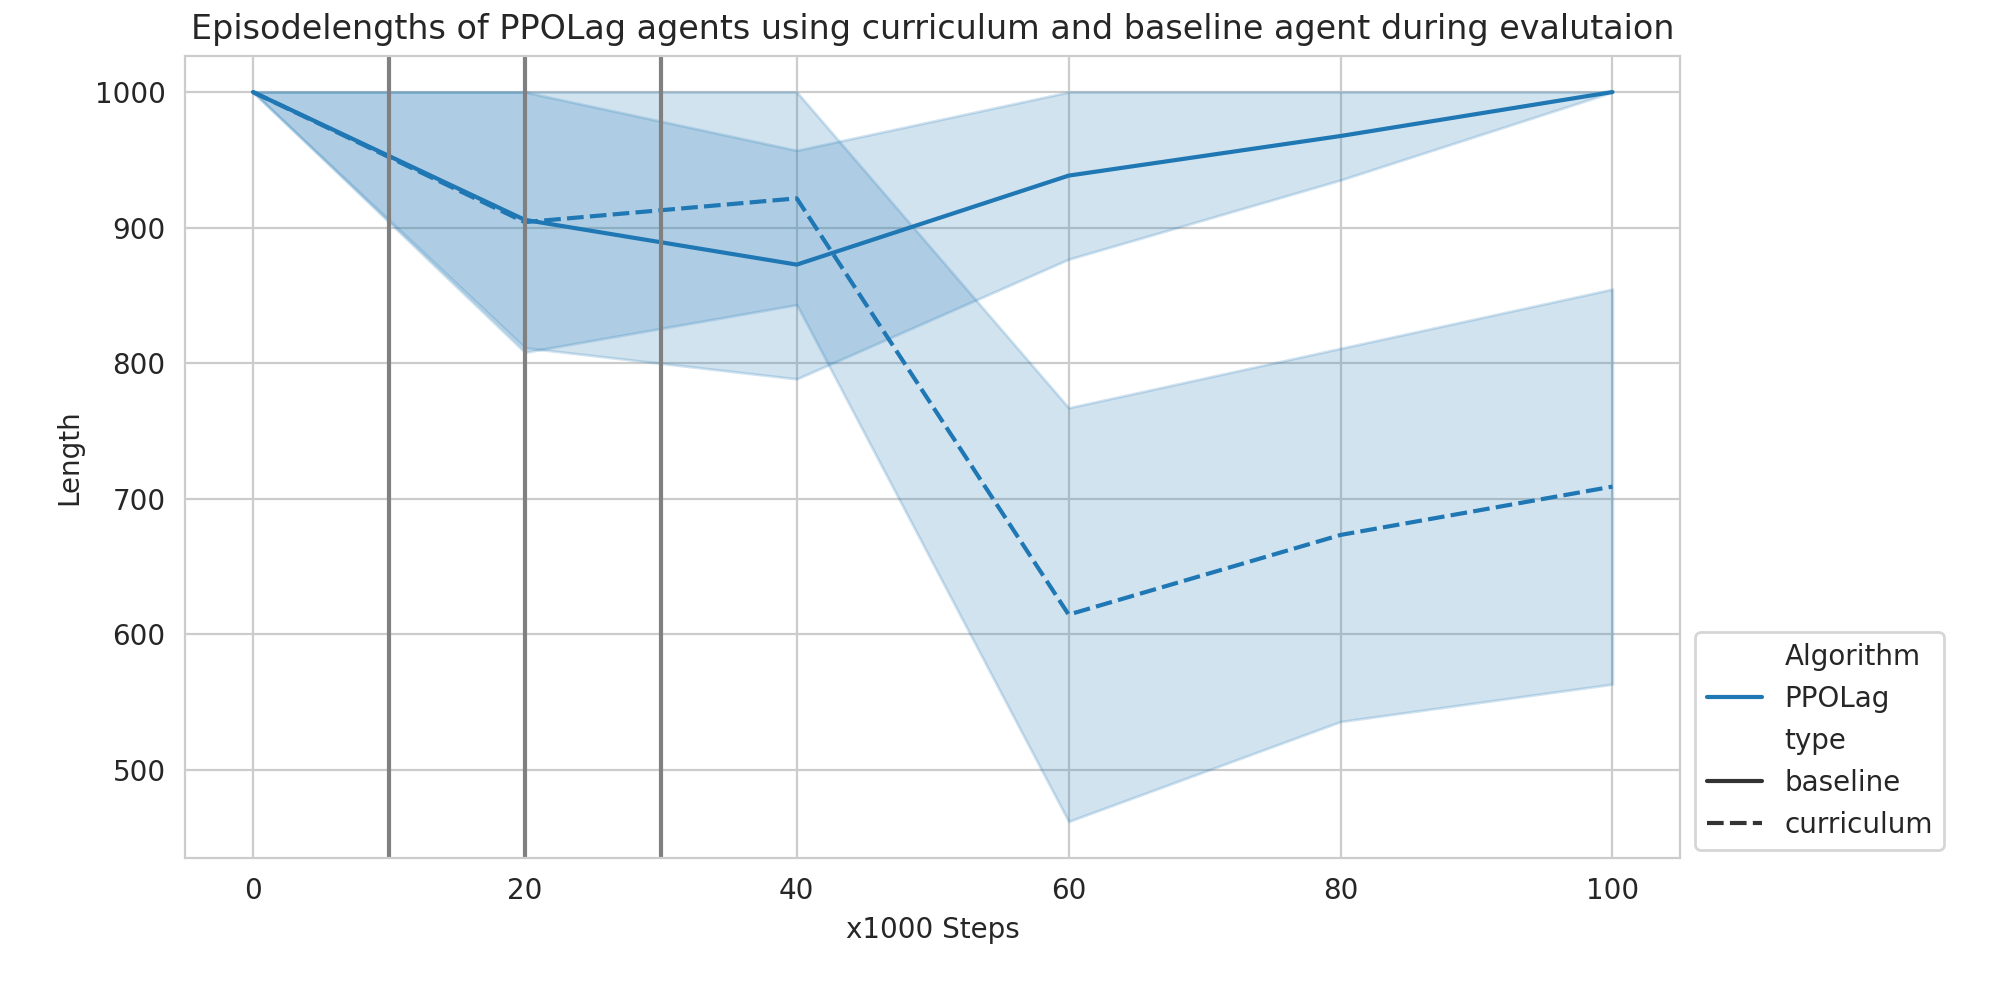 Episodelengths of PPOLag agents using curriculum and baseline agent during evalutaion
1000
900
800
700
600
500
Length
0 20 40 60 80 100
x1000 Steps
Algorithm
PPOLag
type
baseline
curriculum